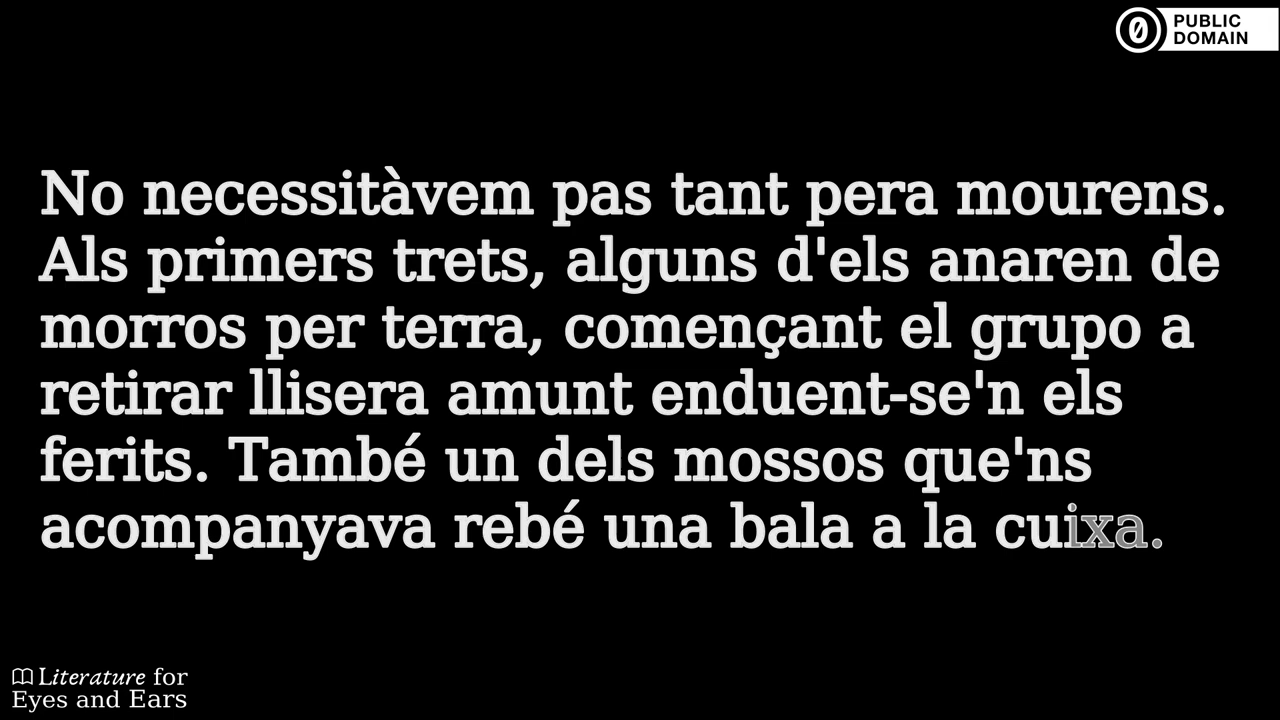 PUBLIC
DOMAIN
No necessitàvem pas tant pera mourens.
Als primers trets, alguns d'els anaren de
morros per terra, començant el grupo a
retirar llisera amunt enduent-se'n els
ferits. També un dels mossos que'ns
acompanyava rebé una bala a la cuixa.
Literature for
Eyes and Ears